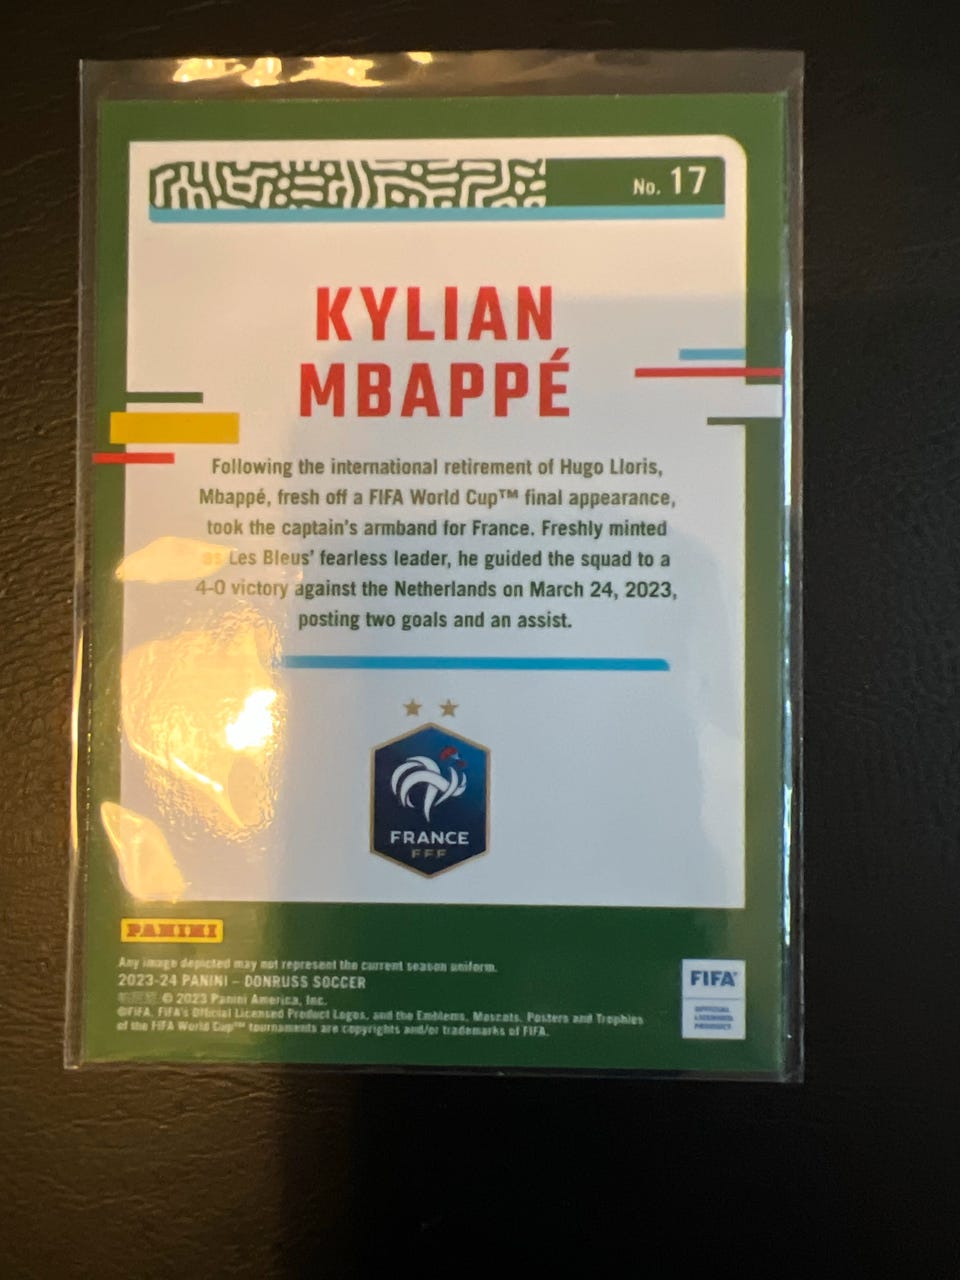 No. 17
KYLIAN
MBAPPÉ
Following the international retirement of Hugo Lloris,
Mbappé, fresh off a FIFA World Cup™ final appearance,
took the captain's armband for France. Freshly minted
as Les Bleus' fearless leader, he guided the squad to a
4-0 victory against the Netherlands on March 24, 2023,
posting two goals and an assist.
FRANCE
FFF
PANINI
Any image depicted may not represent the current season uniform.
2023-24 PANINI – DONRUSS SOCCER
© 2023 Panini America, Inc.
©FIFA, FIFA's Official Licensed Product Logos, and the Emblems, Mascots, Posters and Trophies
of the FIFA World Cup™ tournaments are copyrights and/or trademarks of FIFA.
FIFA®
OFFICIAL
LICENSED
PRODUCT